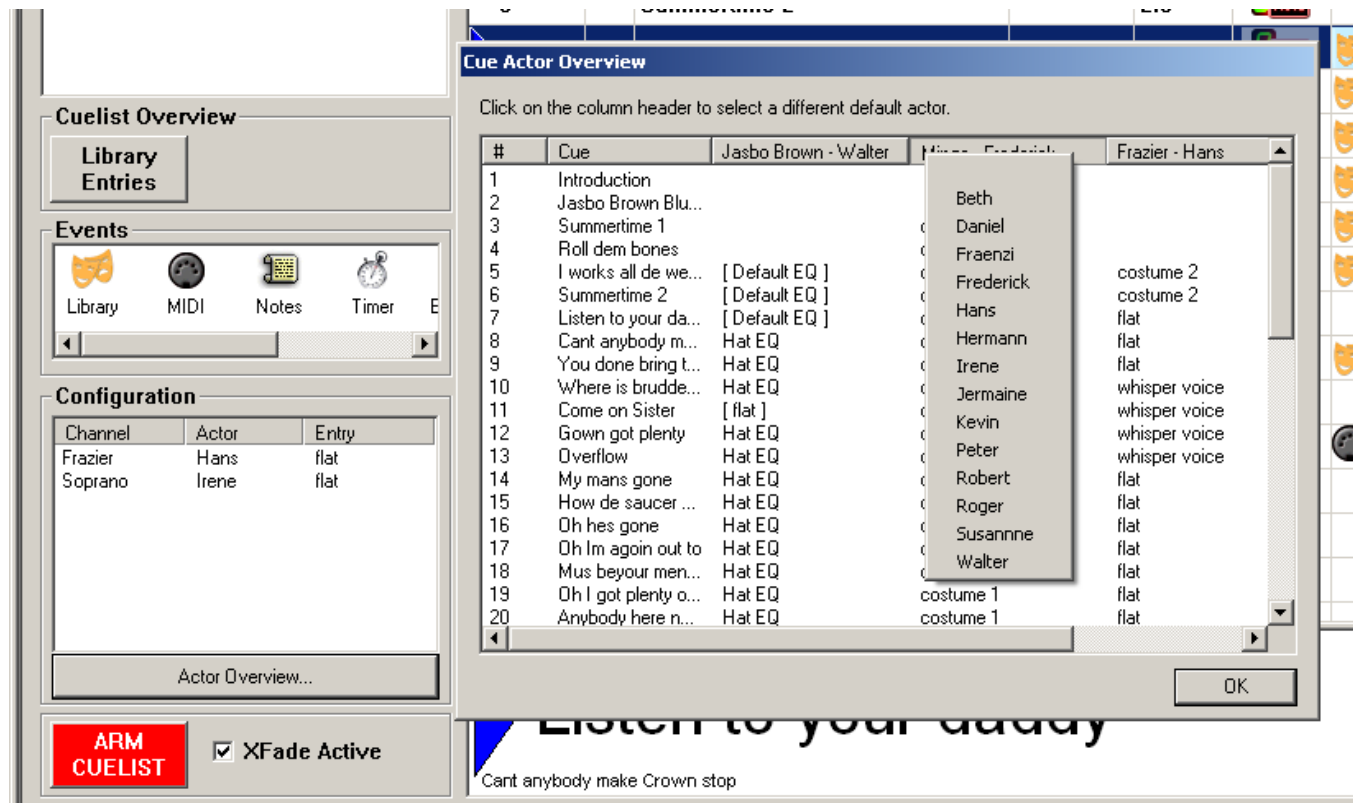 Cuelist Overview
Library
Entries
Events
Library MIDI Notes Timer
Configuration
Channel Actor Entry
Frazier Hans flat
Soprano Irene flat
Actor Overview...
ARM
CUELIST
XFade Active
Cue Actor Overview
Click on the column header to select a different default actor.
# Cue Jasbo Brown - Walter Frazier - Hans
1 Introduction
2 Jasbo Brown Blu...
3 Summertime 1
4 Roll dem bones
5 I works all de we... [ Default EQ ] costume 2
6 Summertime 2 [ Default EQ ] costume 2
7 Listen to your da... [ Default EQ ] flat
8 Cant anybody m... Hat EQ flat
9 You done bring t... Hat EQ flat
10 Where is brudde... Hat EQ whisper voice
11 Come on Sister [ flat ] whisper voice
12 Gown got plenty Hat EQ whisper voice
13 Overflow Hat EQ whisper voice
14 My mans gone Hat EQ flat
15 How de saucer ... Hat EQ flat
16 Oh hes gone Hat EQ flat
17 Oh Im agoin out to Hat EQ flat
18 Mus beyour men... Hat EQ flat
19 Oh I got plenty o... Hat EQ costume 1 flat
20 Anybody here n... Hat EQ costume 1 flat
Beth
Daniel
Fraenzi
Frederick
Hans
Hermann
Irene
Jermaine
Kevin
Peter
Robert
Roger
Susannne
Walter
OK
Listen to your daddy
Cant anybody make Crown stop